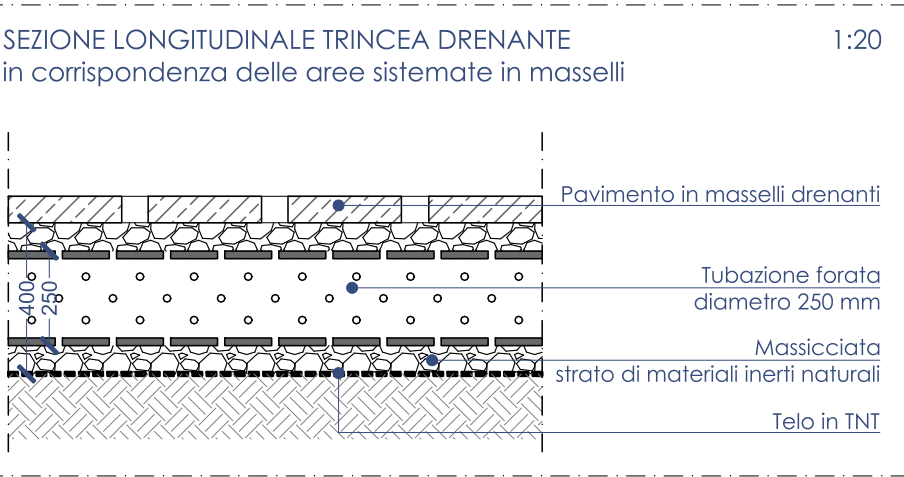 SEZIONE LONGITUDINALE TRINCEA DRENANTE 1:20
in corrispondenza delle aree sistemate in masselli
Pavimento in masselli drenanti
Tubazione forata
diametro 250 mm
Massicciata
strato di materiali inerti naturali
Telo in TNT
400
250